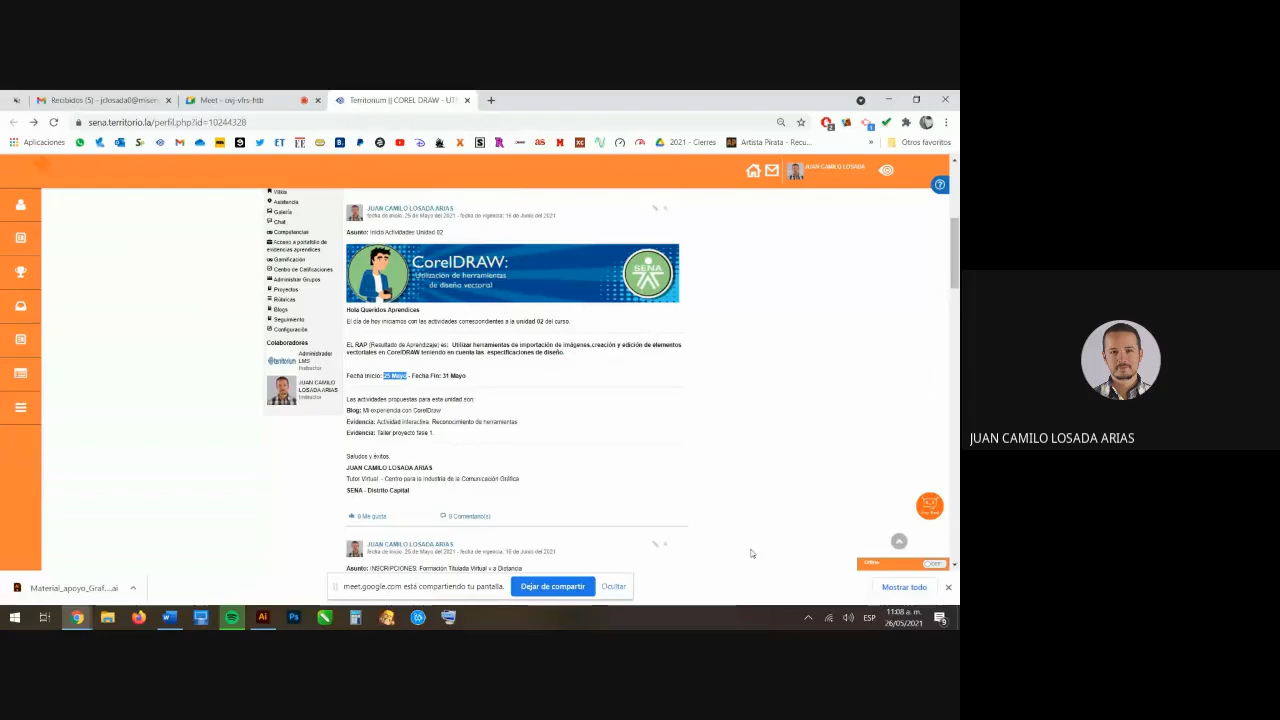 Recibidos (5) - jclosada0@misen
Meet - ovj-vfrs-htb
Territorium || COREL DRAW - UTI
sena.territorio.la/perfil.php?id=10244328
Aplicaciones
2021 - Cierres
Artista Pirata - Recu...
Otros favoritos
JUAN CAMILO LOSADA
Wikis
Asistencia
Galería
Chat
Competencias
Acceso a portafolio de
evidencias aprendices
Gamificación
Centro de Calificaciones
Administrar Grupos
Proyectos
Rúbricas
Blogs
Seguimiento
Configuración
Colaboradores
territorium
Administrador
LMS
Instructor
JUAN CAMILO
LOSADA ARIAS
Instructor
JUAN CAMILO LOSADA ARIAS
fecha de inicio: 25 de Mayo del 2021 - fecha de vigencia: 16 de Junio del 2021
Asunto: Inicio Actividades Unidad 02
CorelDRAW:
Utilización de herramientas
de diseño vectorial
SENA
Hola Queridos Aprendices
El día de hoy iniciamos con las actividades correspondientes a la unidad 02 del curso.
EL RAP (Resultado de Aprendizaje) es: Utilizar herramientas de importación de imágenes,creación y edición de elementos
vectoriales en CorelDRAW teniendo en cuenta las especificaciones de diseño.
Fecha Inicio: 25 Mayo - Fecha Fin: 31 Mayo
Las actividades propuestas para esta unidad son:
Blog: Mi experiencia con CorelDraw
Evidencia: Actividad interactiva. Reconocimiento de herramientas
Evidencia: Taller proyecto fase 1.
Saludos y éxitos.
JUAN CAMILO LOSADA ARIAS
Tutor Virtual - Centro para la Industria de la Comunicación Gráfica
SENA - Distrito Capital
0 Me gusta
0 Comentario(s)
JUAN CAMILO LOSADA ARIAS
fecha de inicio: 25 de Mayo del 2021 - fecha de vigencia: 16 de Junio del 2021
Asunto: INSCRIPCIONES: Formación Titulada Virtual y a Distancia
Material_apoyo_Graf....ai
meet.google.com está compartiendo tu pantalla.
Dejar de compartir
Ocultar
Mostrar todo
ESP
11:08 a. m.
26/05/2021
JUAN CAMILO LOSADA ARIAS